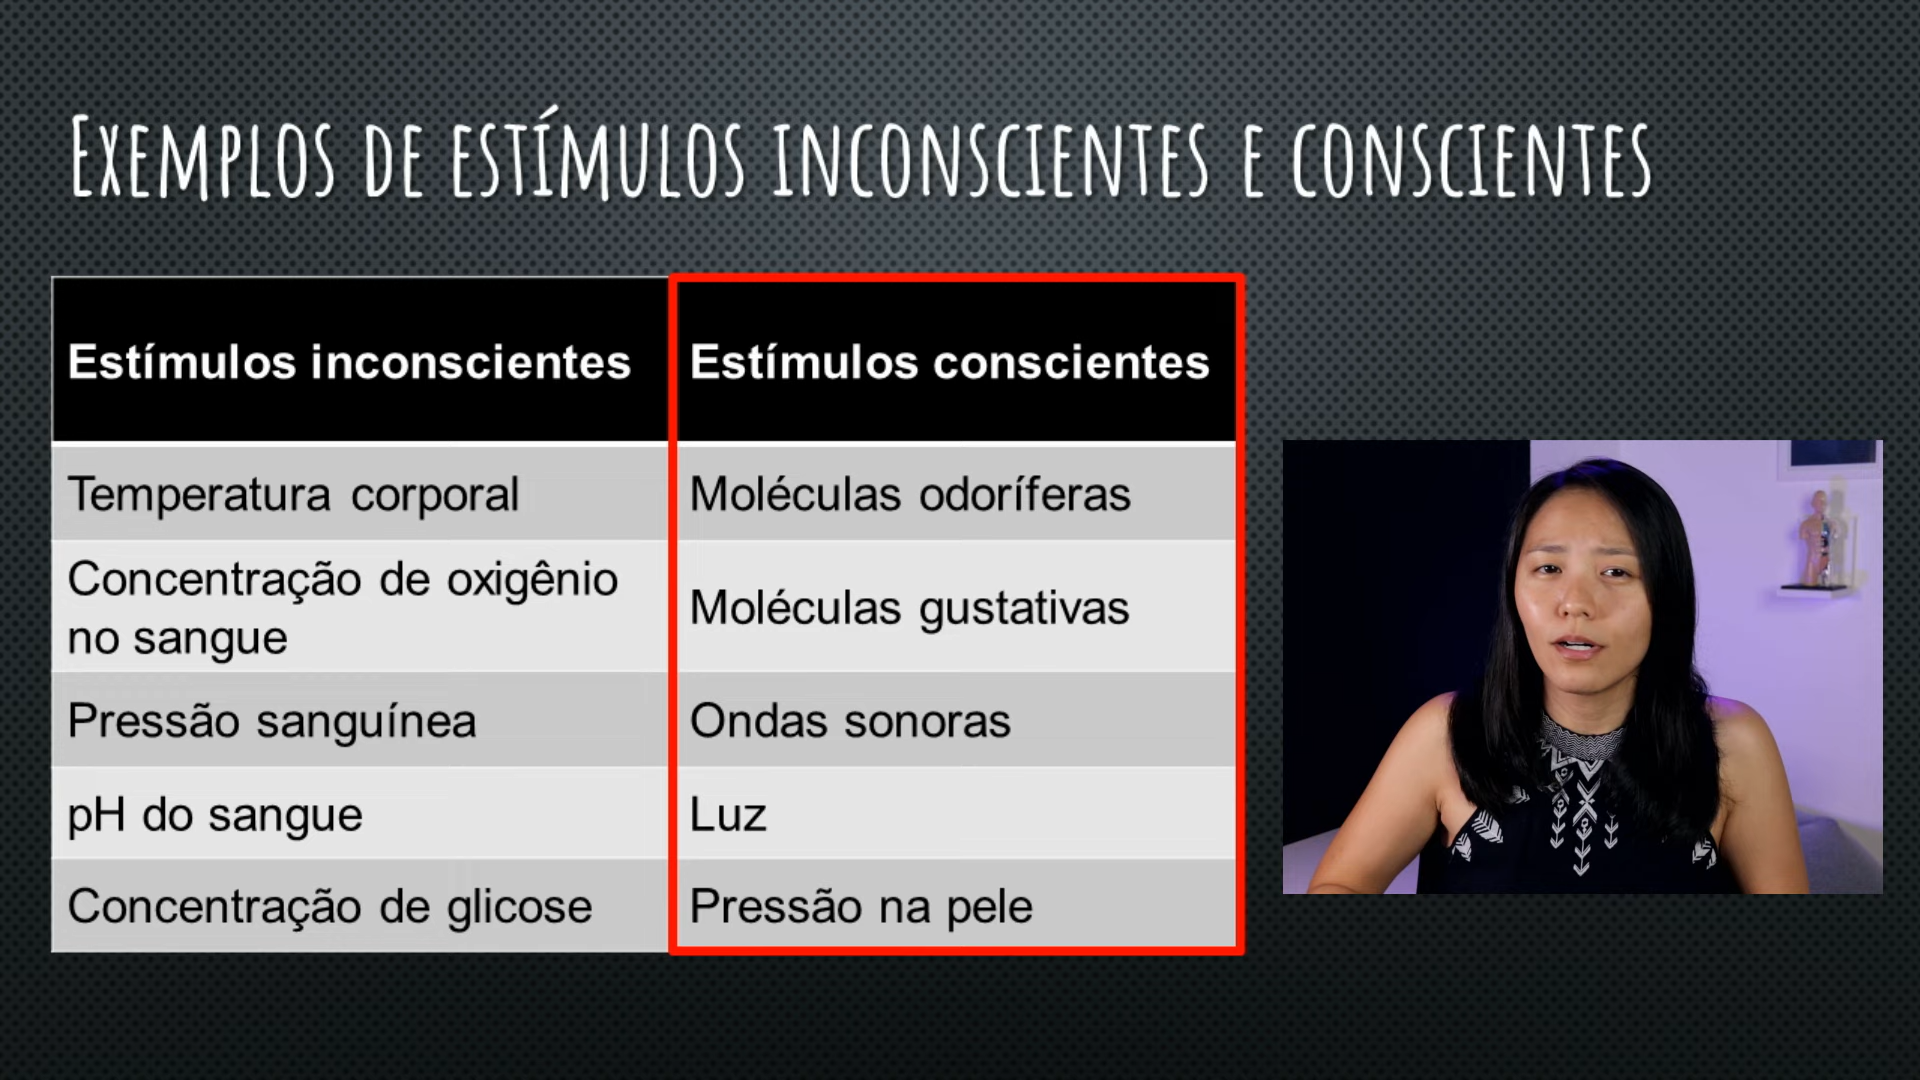 Exemplos de estímulos inconscientes e conscientes
Estímulos inconscientes
Estímulos conscientes
Temperatura corporal
Moléculas odoríferas
Concentração de oxigênio
no sangue
Moléculas gustativas
Pressão sanguínea
Ondas sonoras
pH do sangue
Luz
Concentração de glicose
Pressão na pele